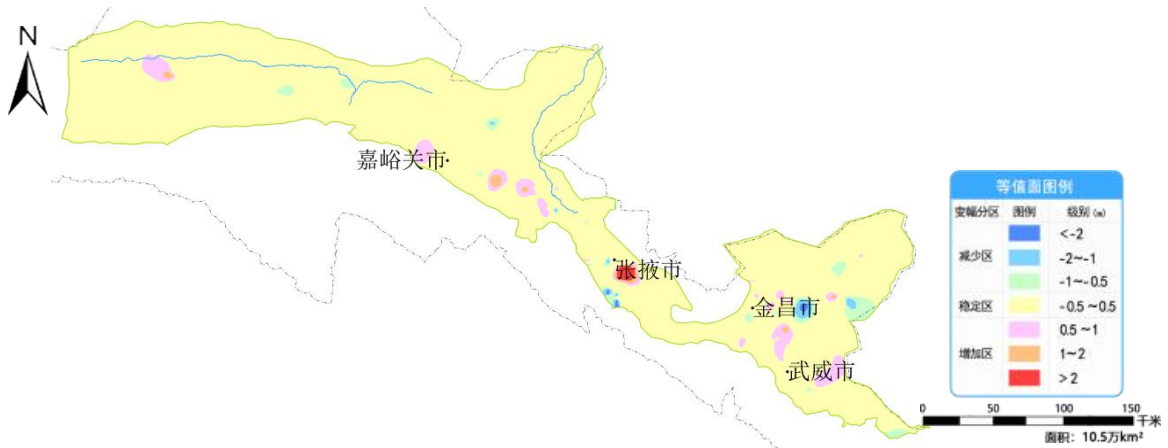 N
嘉峪关市
张掖市
金昌市
武威市
等值面图例
变幅分区 图例 级别 (m)
<-2
减少区 -2~-1
-1~-0.5
稳定区 -0.5~0.5
0.5~1
增加区 1~2
>2
0 50 100 150
千米
面积：10.5万km²